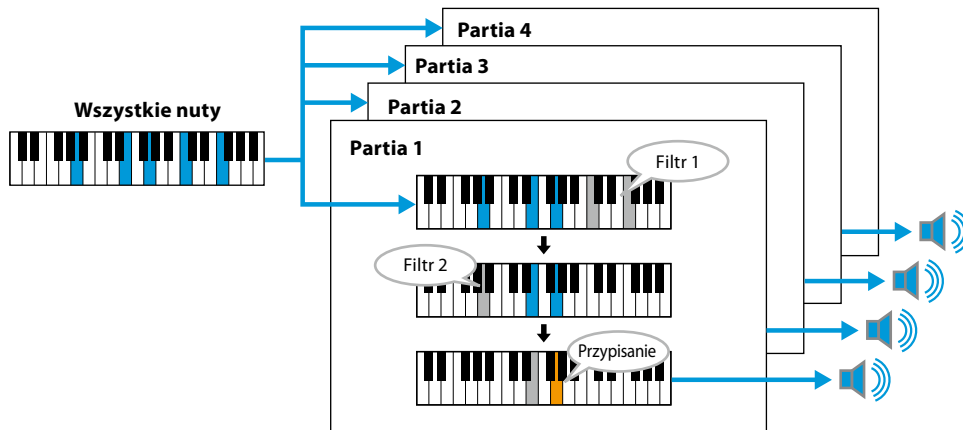 Partia 4
Partia 3
Wszystkie nuty
Partia 2
Partia 1
Filtr 1
Filtr 2
Przypisanie